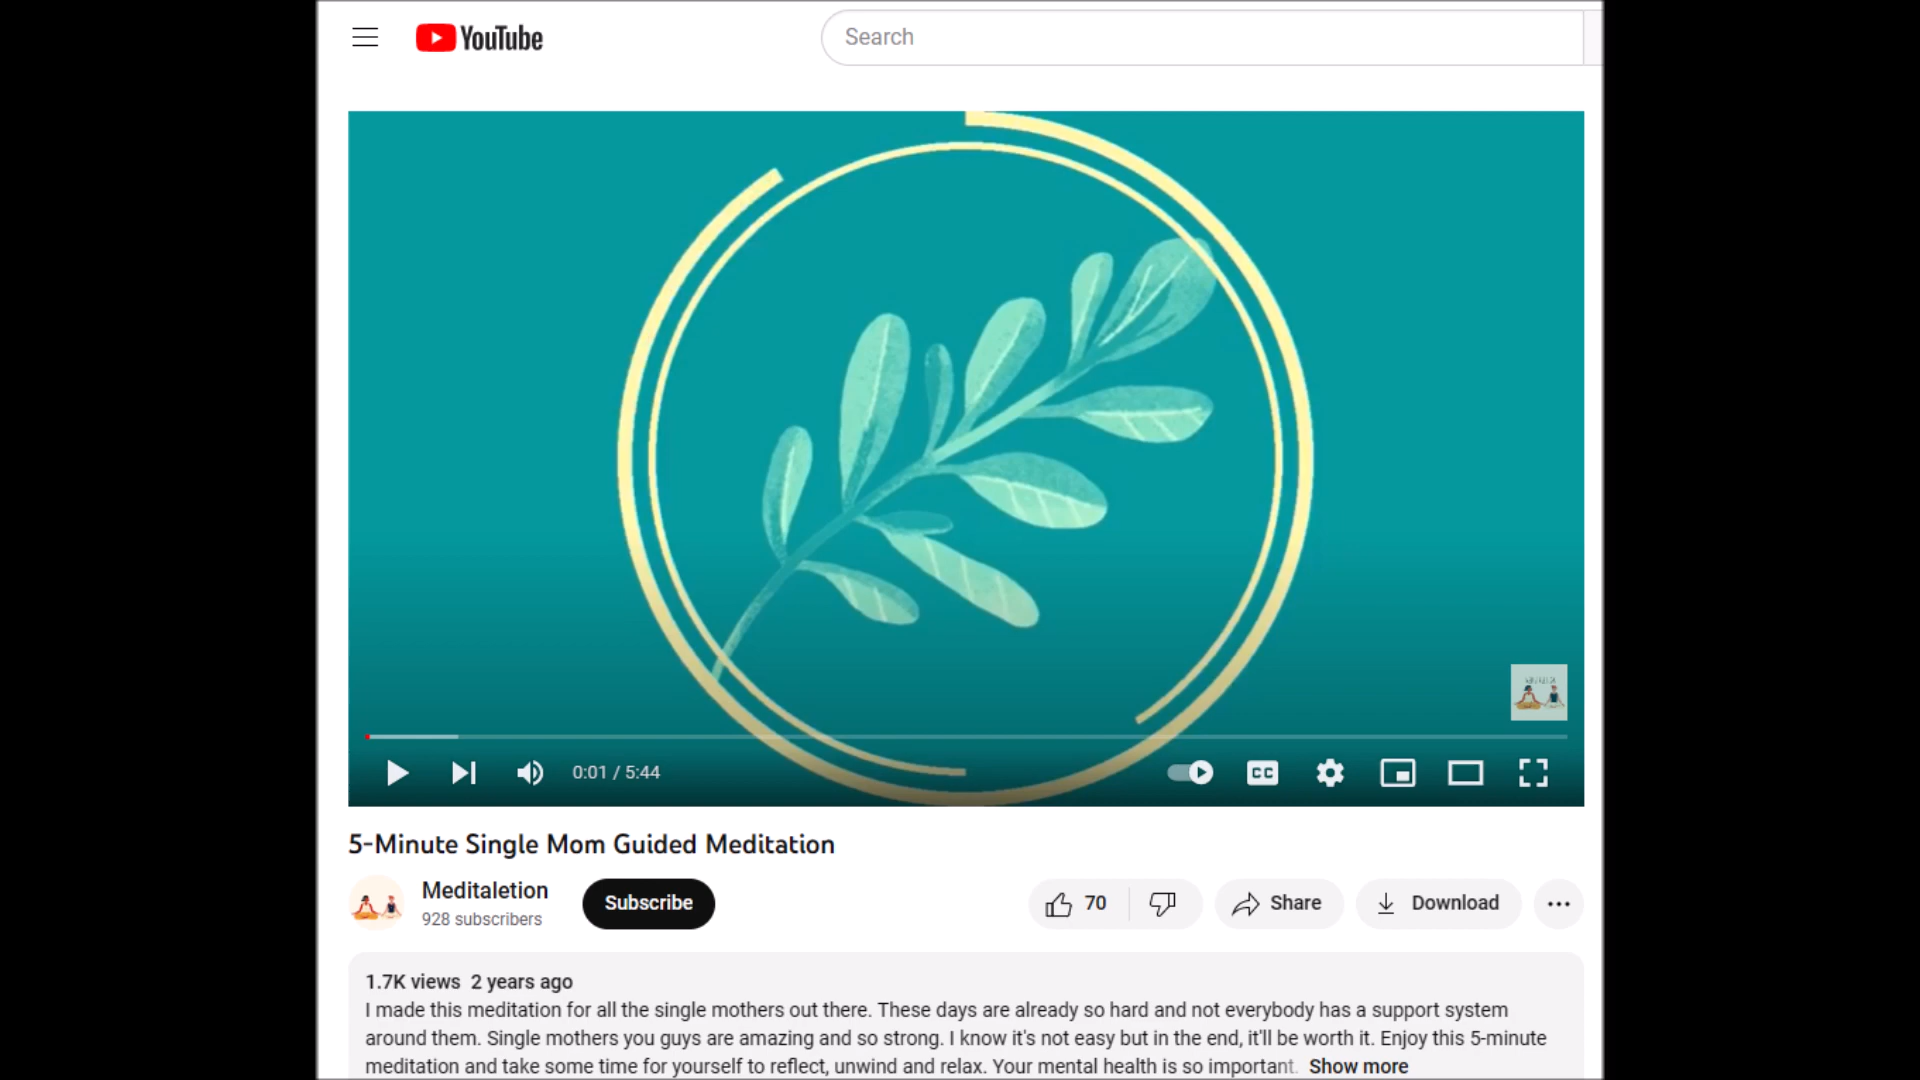 YouTube
Search
0:01 / 5:44
CC
5-Minute Single Mom Guided Meditation
Meditaletion
928 subscribers
Subscribe
70
Share
Download
1.7K views 2 years ago
I made this meditation for all the single mothers out there. These days are already so hard and not everybody has a support system
around them. Single mothers you guys are amazing and so strong. I know it's not easy but in the end, it'll be worth it. Enjoy this 5-minute
meditation and take some time for yourself to reflect, unwind and relax. Your mental health is so important. Show more